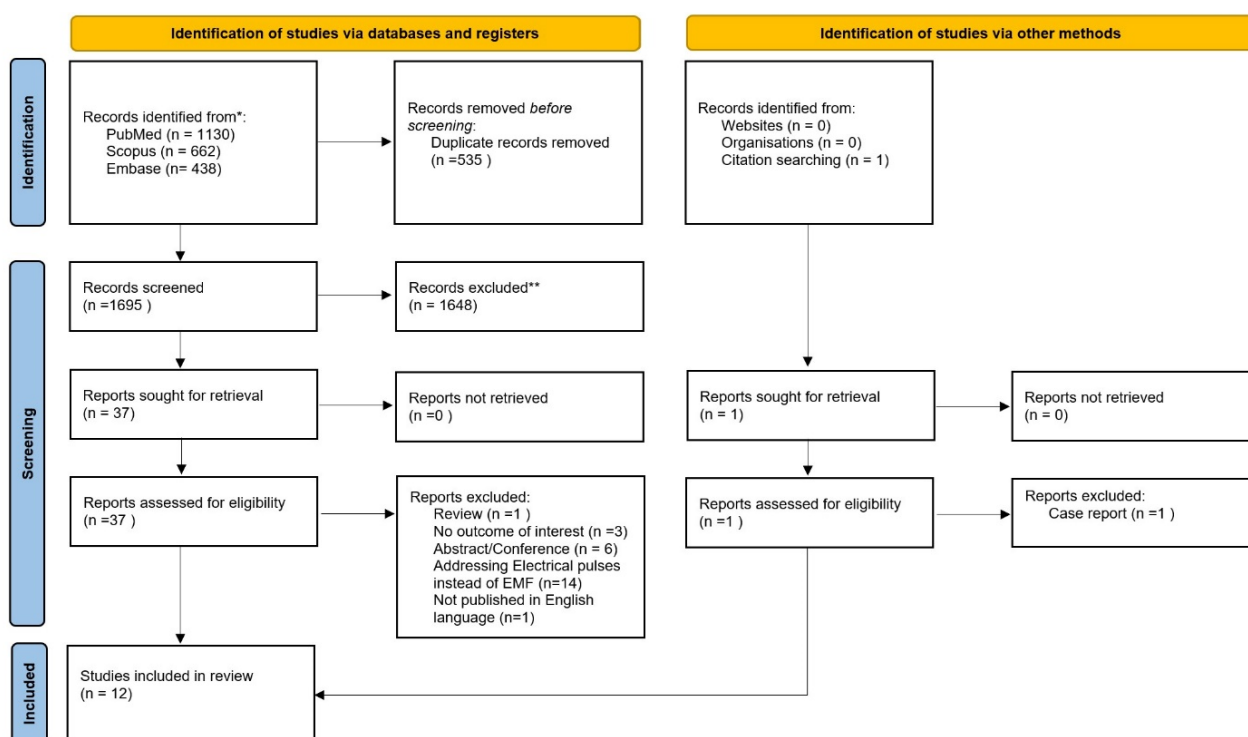 Identification of studies via databases and registers
Identification of studies via other methods
Identification
Records identified from*:
PubMed (n = 1130)
Scopus (n = 662)
Embase (n= 438)
Records removed before
screening:
Duplicate records removed
(n =535 )
Records identified from:
Websites (n = 0)
Organisations (n = 0)
Citation searching (n = 1)
Screening
Records screened
(n =1695 )
Records excluded**
(n = 1648)
Reports sought for retrieval
(n = 37)
Reports not retrieved
(n =0 )
Reports sought for retrieval
(n = 1)
Reports not retrieved
(n = 0)
Reports assessed for eligibility
(n =37 )
Reports excluded:
Review (n =1 )
No outcome of interest (n =3)
Abstract/Conference (n = 6)
Addressing Electrical pulses
instead of EMF (n=14)
Not published in English
language (n=1)
Reports assessed for eligibility
(n =1 )
Reports excluded:
Case report (n =1 )
Included
Studies included in review
(n = 12)